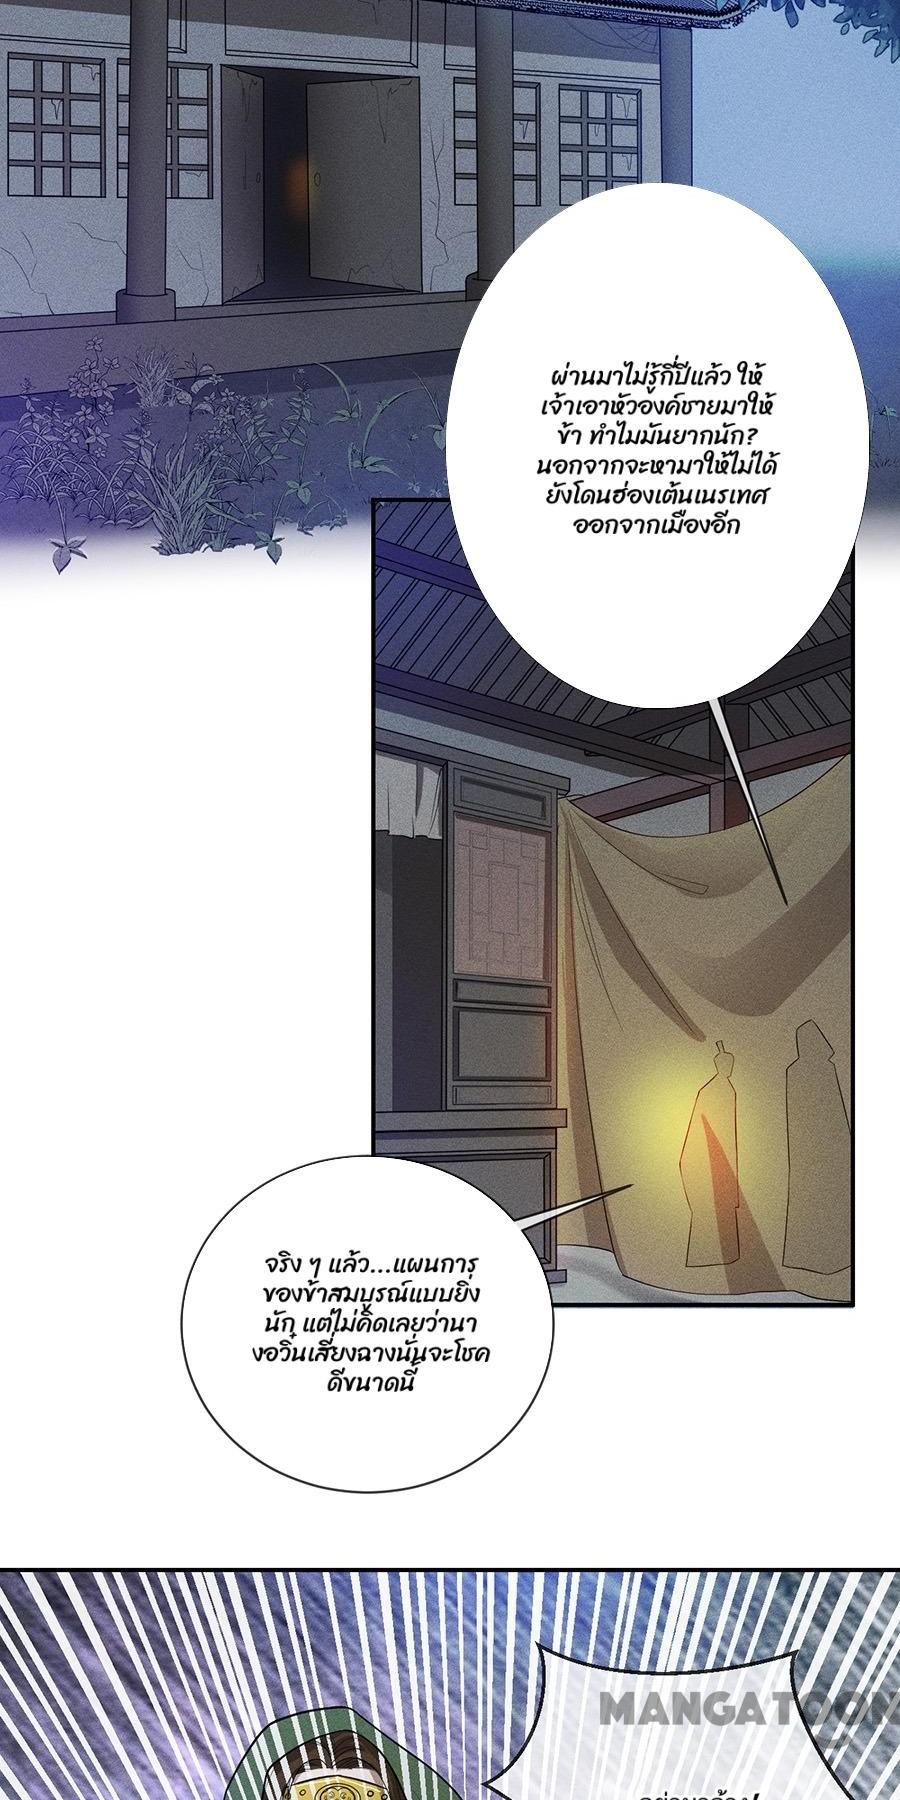 ผ่านมาไม่รู้กี่ปีแล้ว ให้
เจ้าเอาหัวองค์ชายมาให้
ข้า ทำไมมันยากนัก?
นอกจากจะหามาให้ไม่ได้
ยังโดนฮ่องเต้เนรเทศ
ออกจากเมืองอีก
จริง ๆ แล้ว...แผนการ
ของข้าสมบูรณ์แบบยิ่ง
นัก แต่ไม่คิดเลยว่านา
งอวิ๋นเสี่ยงฉางนั่นจะโชค
ดีขนาดนี้
MANGATOON